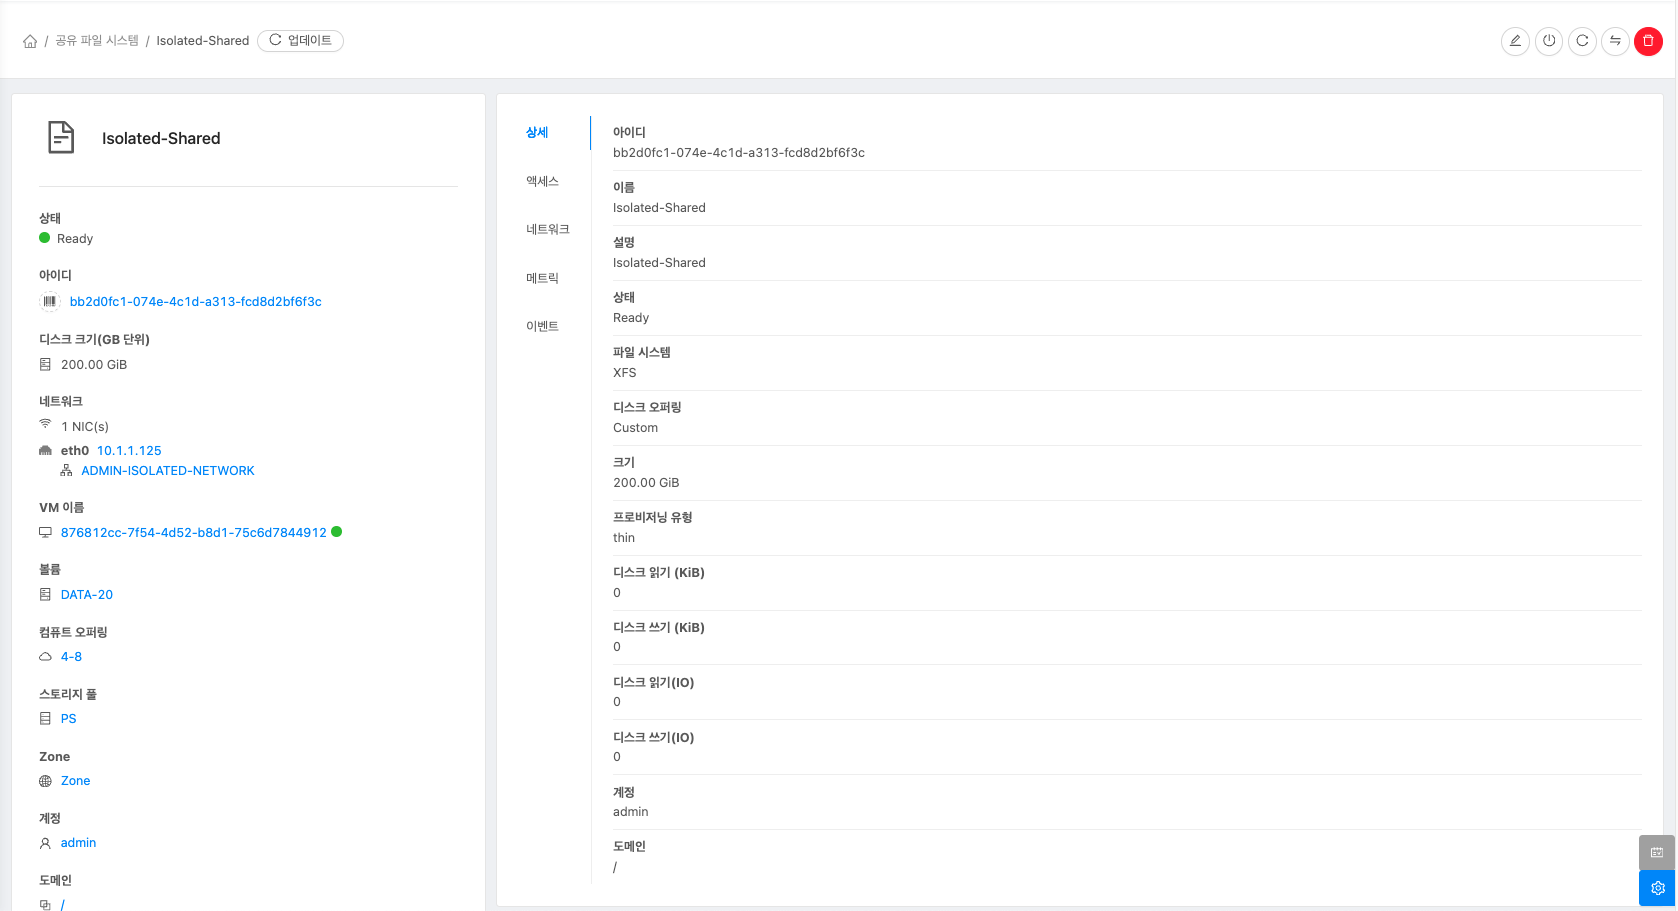 / 공유 파일 시스템 / Isolated-Shared 업데이트
Isolated-Shared
상태
Ready
아이디
bb2d0fc1-074e-4c1d-a313-fcd8d2bf6f3c
디스크 크기(GB 단위)
200.00 GiB
네트워크
1 NIC(s)
eth0 10.1.1.125
ADMIN-ISOLATED-NETWORK
VM 이름
876812cc-7f54-4d52-b8d1-75c6d7844912
볼륨
DATA-20
컴퓨트 오퍼링
4-8
스토리지 풀
PS
Zone
Zone
계정
admin
도메인
/
상세
액세스
네트워크
메트릭
이벤트
아이디
bb2d0fc1-074e-4c1d-a313-fcd8d2bf6f3c
이름
Isolated-Shared
설명
Isolated-Shared
상태
Ready
파일 시스템
XFS
디스크 오퍼링
Custom
크기
200.00 GiB
프로비저닝 유형
thin
디스크 읽기 (KiB)
0
디스크 쓰기 (KiB)
0
디스크 읽기(IO)
0
디스크 쓰기(IO)
0
계정
admin
도메인
/